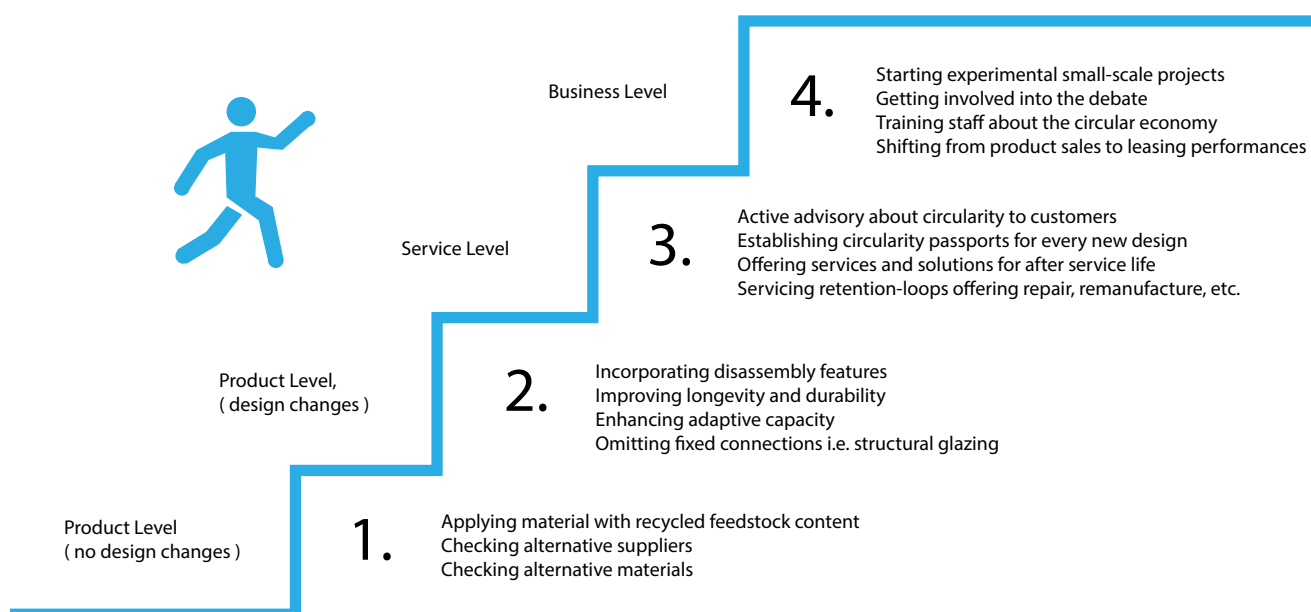 Business Level
4.
Starting experimental small-scale projects
Getting involved into the debate
Training staff about the circular economy
Shifting from product sales to leasing performances
Service Level
3.
Active advisory about circularity to customers
Establishing circularity passports for every new design
Offering services and solutions for after service life
Servicing retention-loops offering repair, remanufacture, etc.
Product Level,
( design changes )
2.
Incorporating disassembly features
Improving longevity and durability
Enhancing adaptive capacity
Omitting fixed connections i.e. structural glazing
Product Level
( no design changes )
1.
Applying material with recycled feedstock content
Checking alternative suppliers
Checking alternative materials